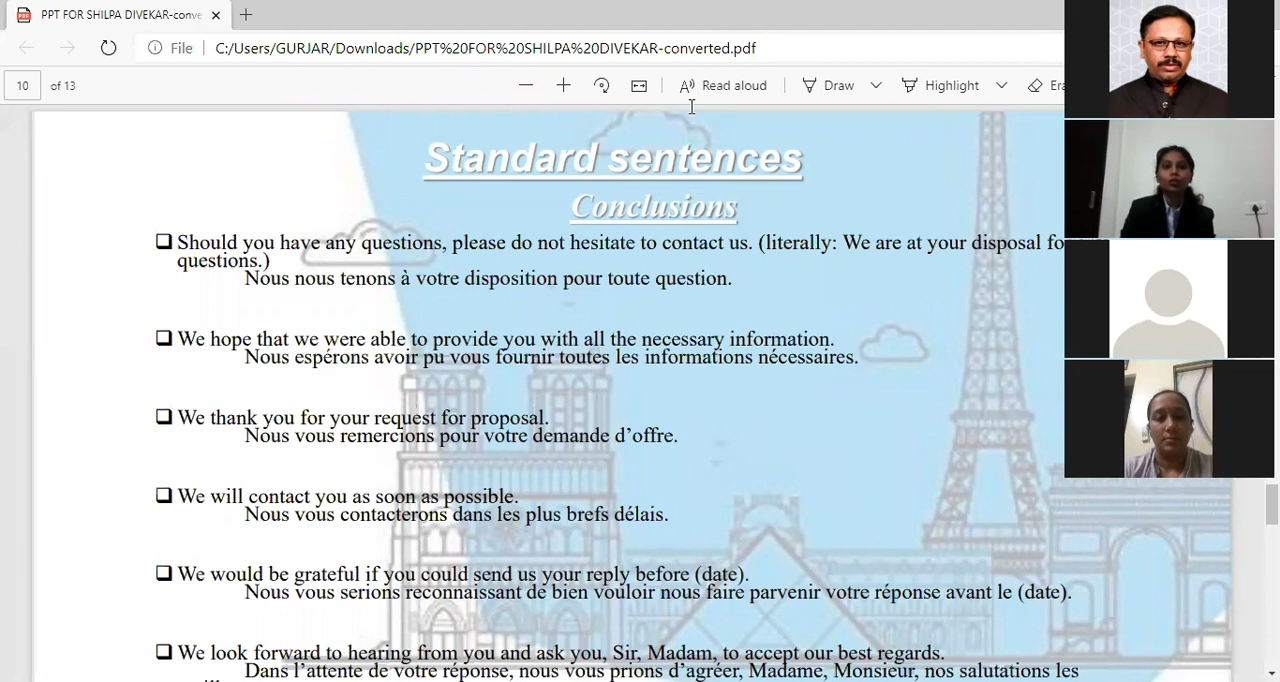 PPT FOR SHILPA DIVEKAR-conve
File
C:/Users/GURJAR/Downloads/PPT%20FOR%20SHILPA%20DIVEKAR-converted.pdf
10 of 13
Read aloud
Draw
Highlight
Standard sentences
Conclusions
Should you have any questions, please do not hesitate to contact us. (literally: We are at your disposal
questions.)
Nous nous tenons à votre disposition pour toute question.
We hope that we were able to provide you with all the necessary information.
Nous espérons avoir pu vous fournir toutes les informations nécessaires.
We thank you for your request for proposal.
Nous vous remercions pour votre demande d’offre.
We will contact you as soon as possible.
Nous vous contacterons dans les plus brefs délais.
We would be grateful if you could send us your reply before (date).
Nous vous serions reconnaissant de bien vouloir nous faire parvenir votre réponse avant le (date).
We look forward to hearing from you and ask you, Sir, Madam, to accept our best regards.
Dans l’attente de votre réponse, nous vous prions d’agréer, Madame, Monsieur, nos salutations les